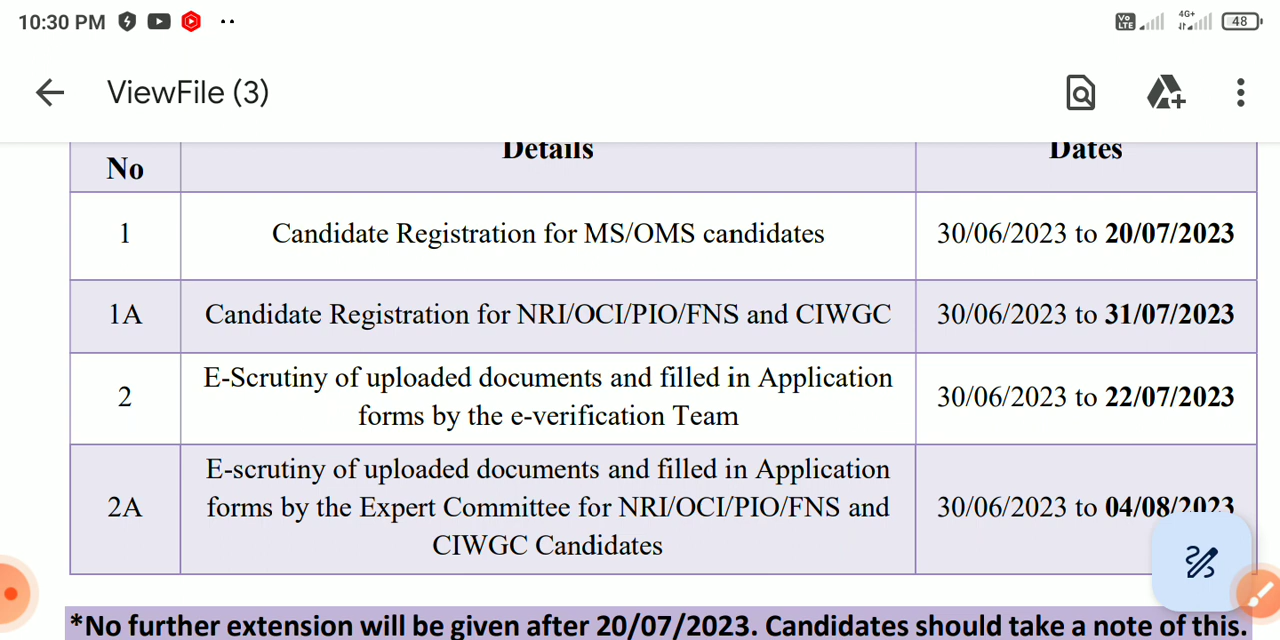 10:30 PM
Vo LTE 4G+ 48
ViewFile (3)
No Details Dates
1 Candidate Registration for MS/OMS candidates 30/06/2023 to 20/07/2023
1A Candidate Registration for NRI/OCI/PIO/FNS and CIWGC 30/06/2023 to 31/07/2023
2 E-Scrutiny of uploaded documents and filled in Application
forms by the e-verification Team 30/06/2023 to 22/07/2023
2A E-scrutiny of uploaded documents and filled in Application
forms by the Expert Committee for NRI/OCI/PIO/FNS and
CIWGC Candidates 30/06/2023 to 04/08/2023
*No further extension will be given after 20/07/2023. Candidates should take a note of this.